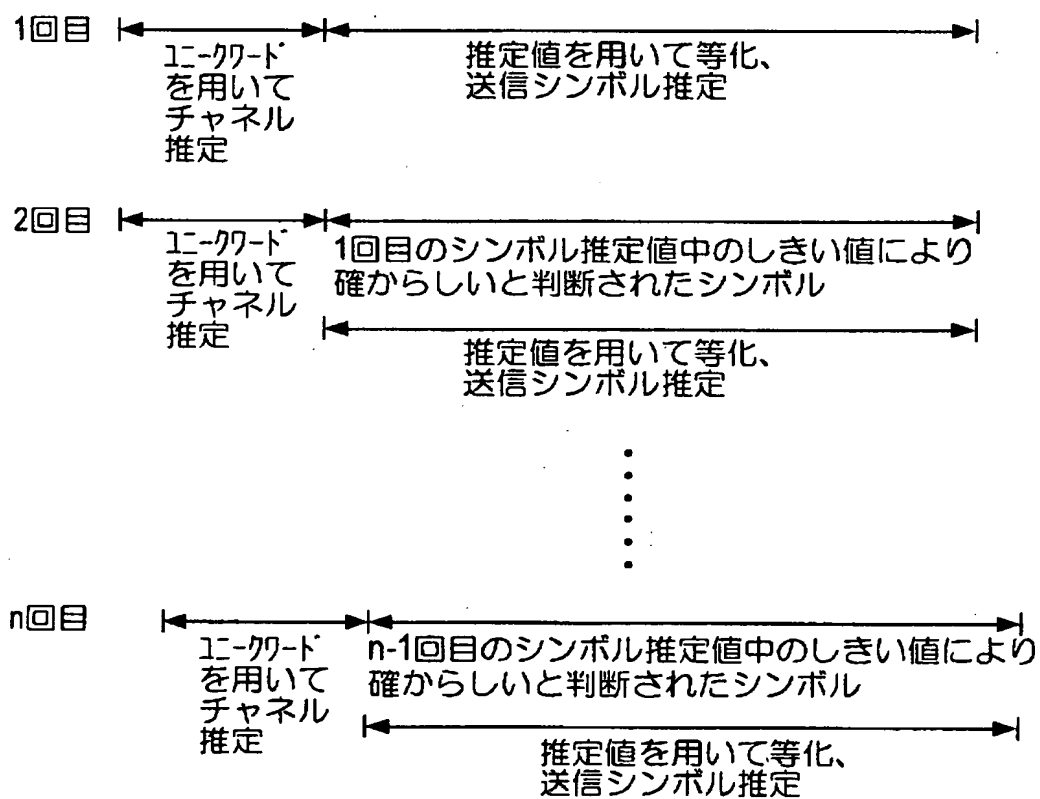 1回目
ﾕﾆｰｸﾜｰﾄﾞ
を用いて
チャネル
推定
推定値を用いて等化、
送信シンボル推定
2回目
ﾕﾆｰｸﾜｰﾄﾞ
を用いて
チャネル
推定
1回目のシンボル推定値中のしきい値により
確からしいと判断されたシンボル
推定値を用いて等化、
送信シンボル推定
n回目
ﾕﾆｰｸﾜｰﾄﾞ
を用いて
チャネル
推定
n-1回目のシンボル推定値中のしきい値により
確からしいと判断されたシンボル
推定値を用いて等化、
送信シンボル推定